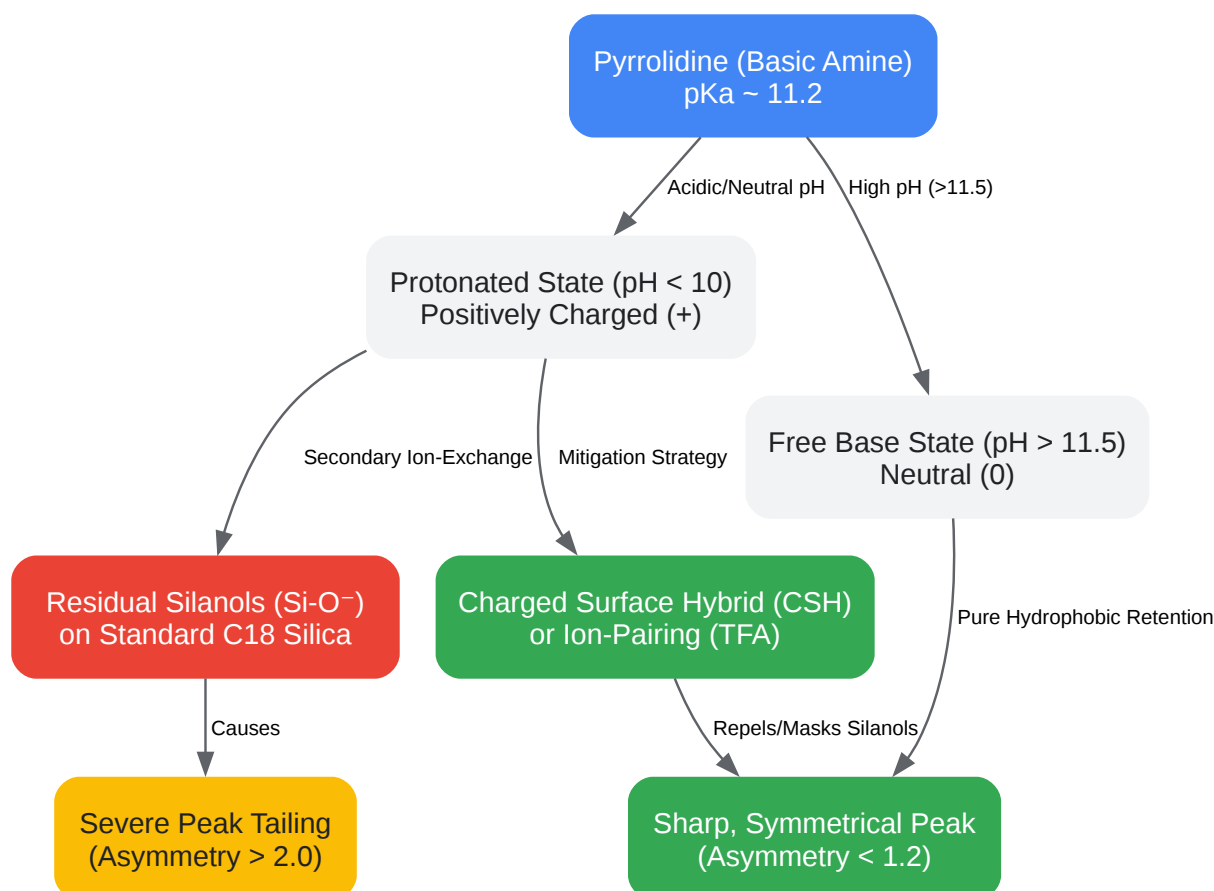 Pyrrolidine (Basic Amine)
pKa ~ 11.2
Acidic/Neutral pH
High pH (>11.5)
Protonated State (pH < 10)
Positively Charged (+)
Free Base State (pH > 11.5)
Neutral (0)
Secondary Ion-Exchange
Mitigation Strategy
Residual Silanols (Si-O⁻)
on Standard C18 Silica
Charged Surface Hybrid (CSH)
or Ion-Pairing (TFA)
Pure Hydrophobic Retention
Causes
Repels/Masks Silanols
Severe Peak Tailing
(Asymmetry > 2.0)
Sharp, Symmetrical Peak
(Asymmetry < 1.2)